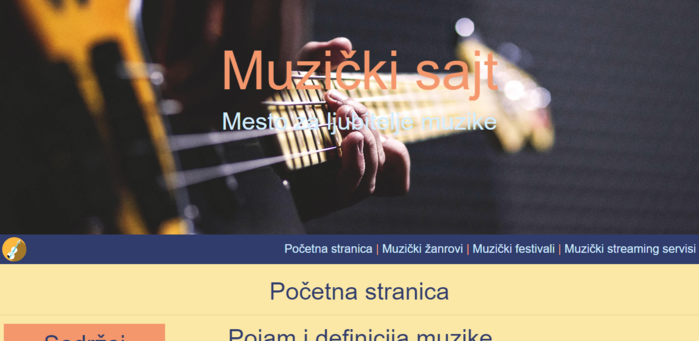 Muzički sajt
Mesto za ljubitelje muzike
Početna stranica | Muzički žanrovi | Muzički festivali | Muzički streaming servisi
Početna stranica
Sadržaj
Pojam i definicija muzike